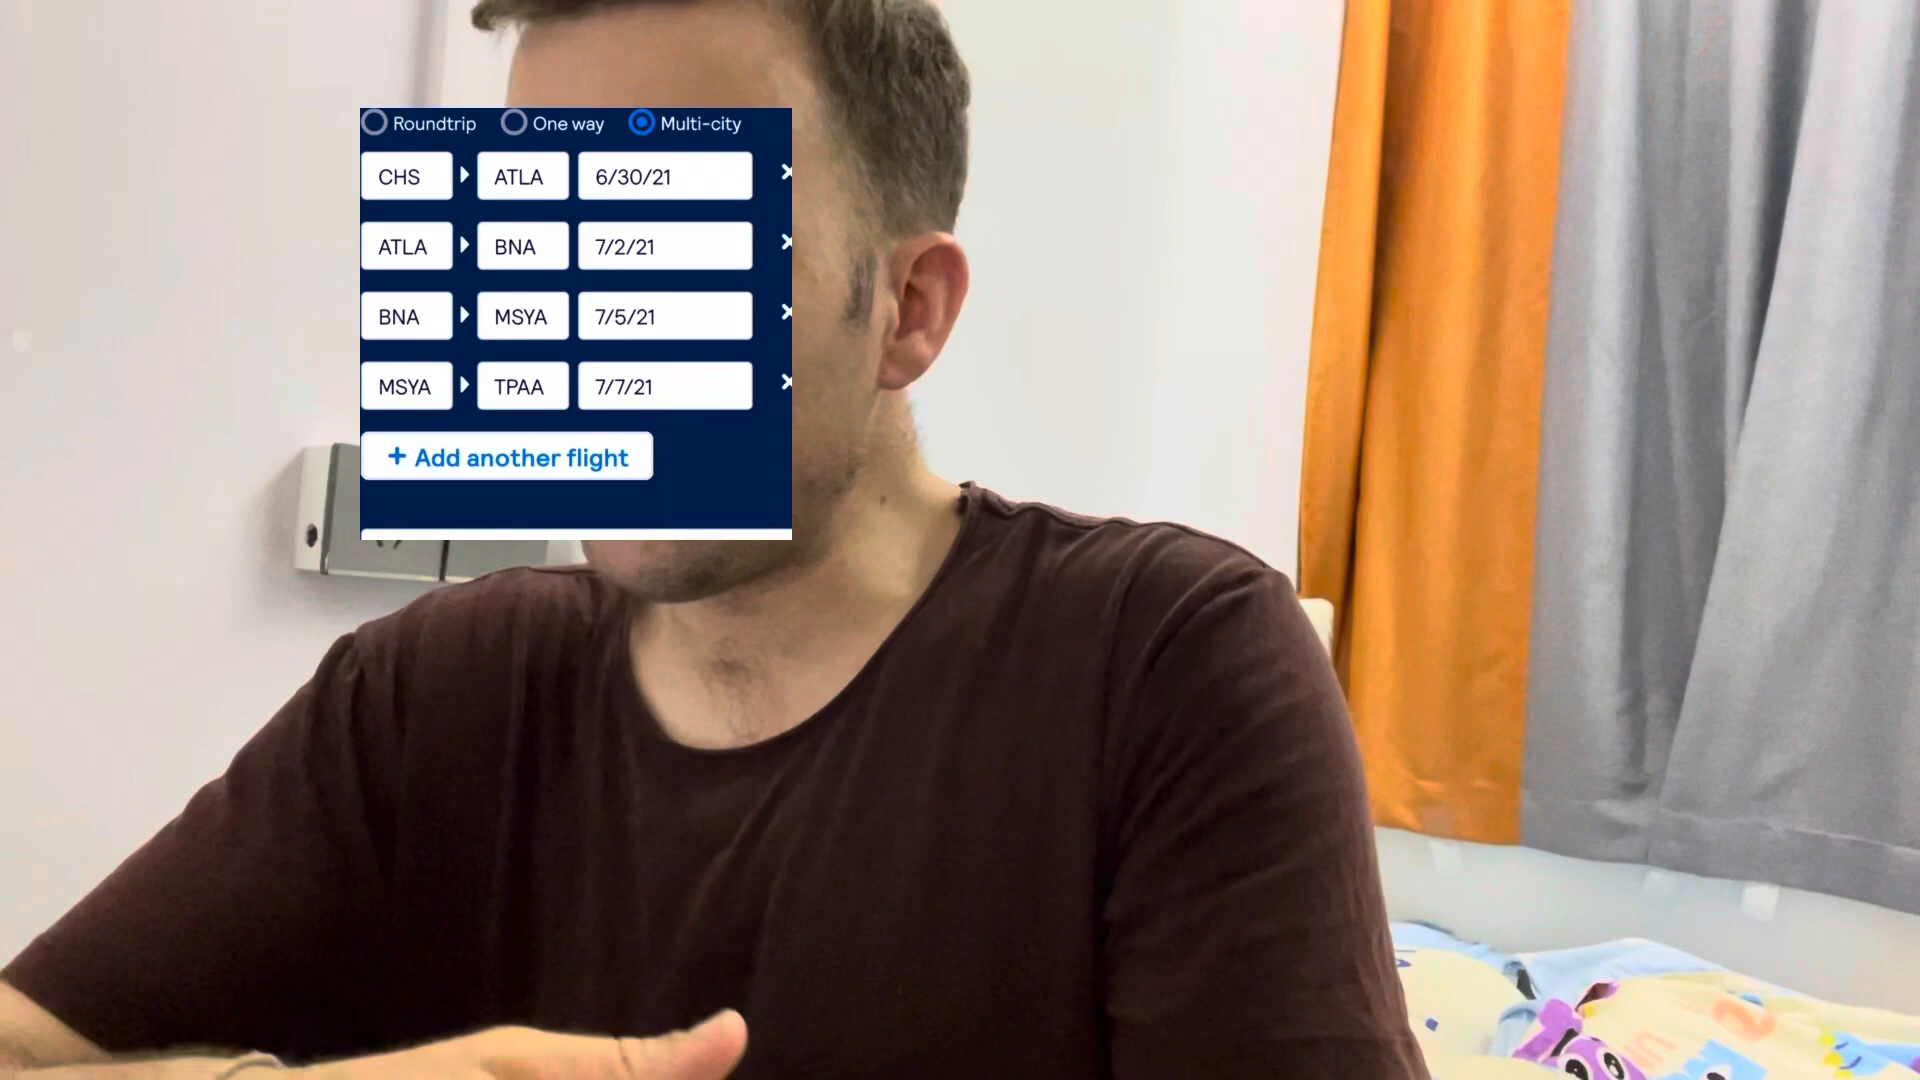 Roundtrip One way Multi-city
CHS ATLA 6/30/21
ATLA BNA 7/2/21
BNA MSYA 7/5/21
MSYA TPAA 7/7/21
+ Add another flight